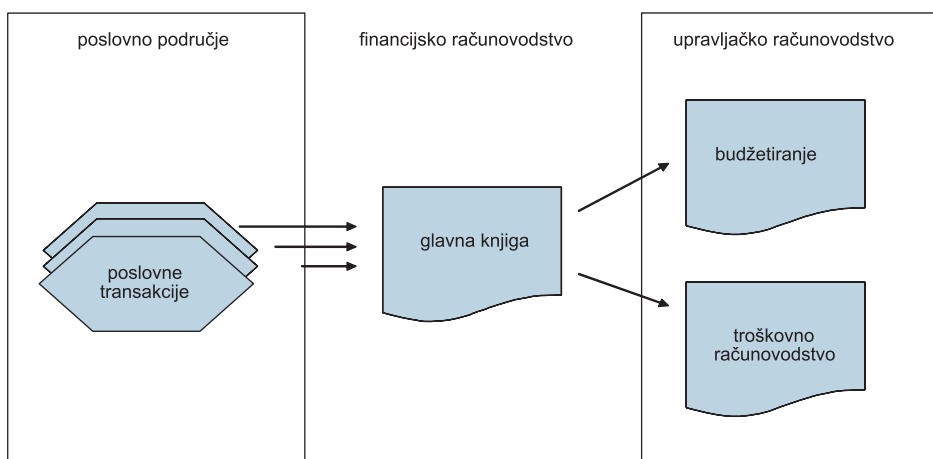 poslovno područje
financijsko računovodstvo
upravljačko računovodstvo
budžetiranje
glavna knjiga
poslovne
transakcije
troškovno
računovodstvo